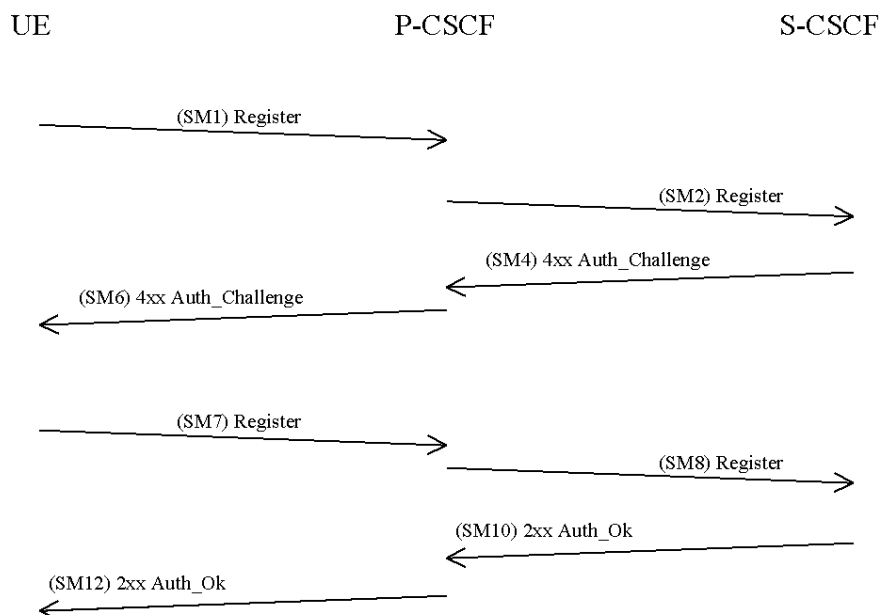 UE P-CSCF S-CSCF
(SM1) Register
(SM2) Register
(SM4) 4xx Auth_Challenge
(SM6) 4xx Auth_Challenge
(SM7) Register
(SM8) Register
(SM10) 2xx Auth_Ok
(SM12) 2xx Auth_Ok